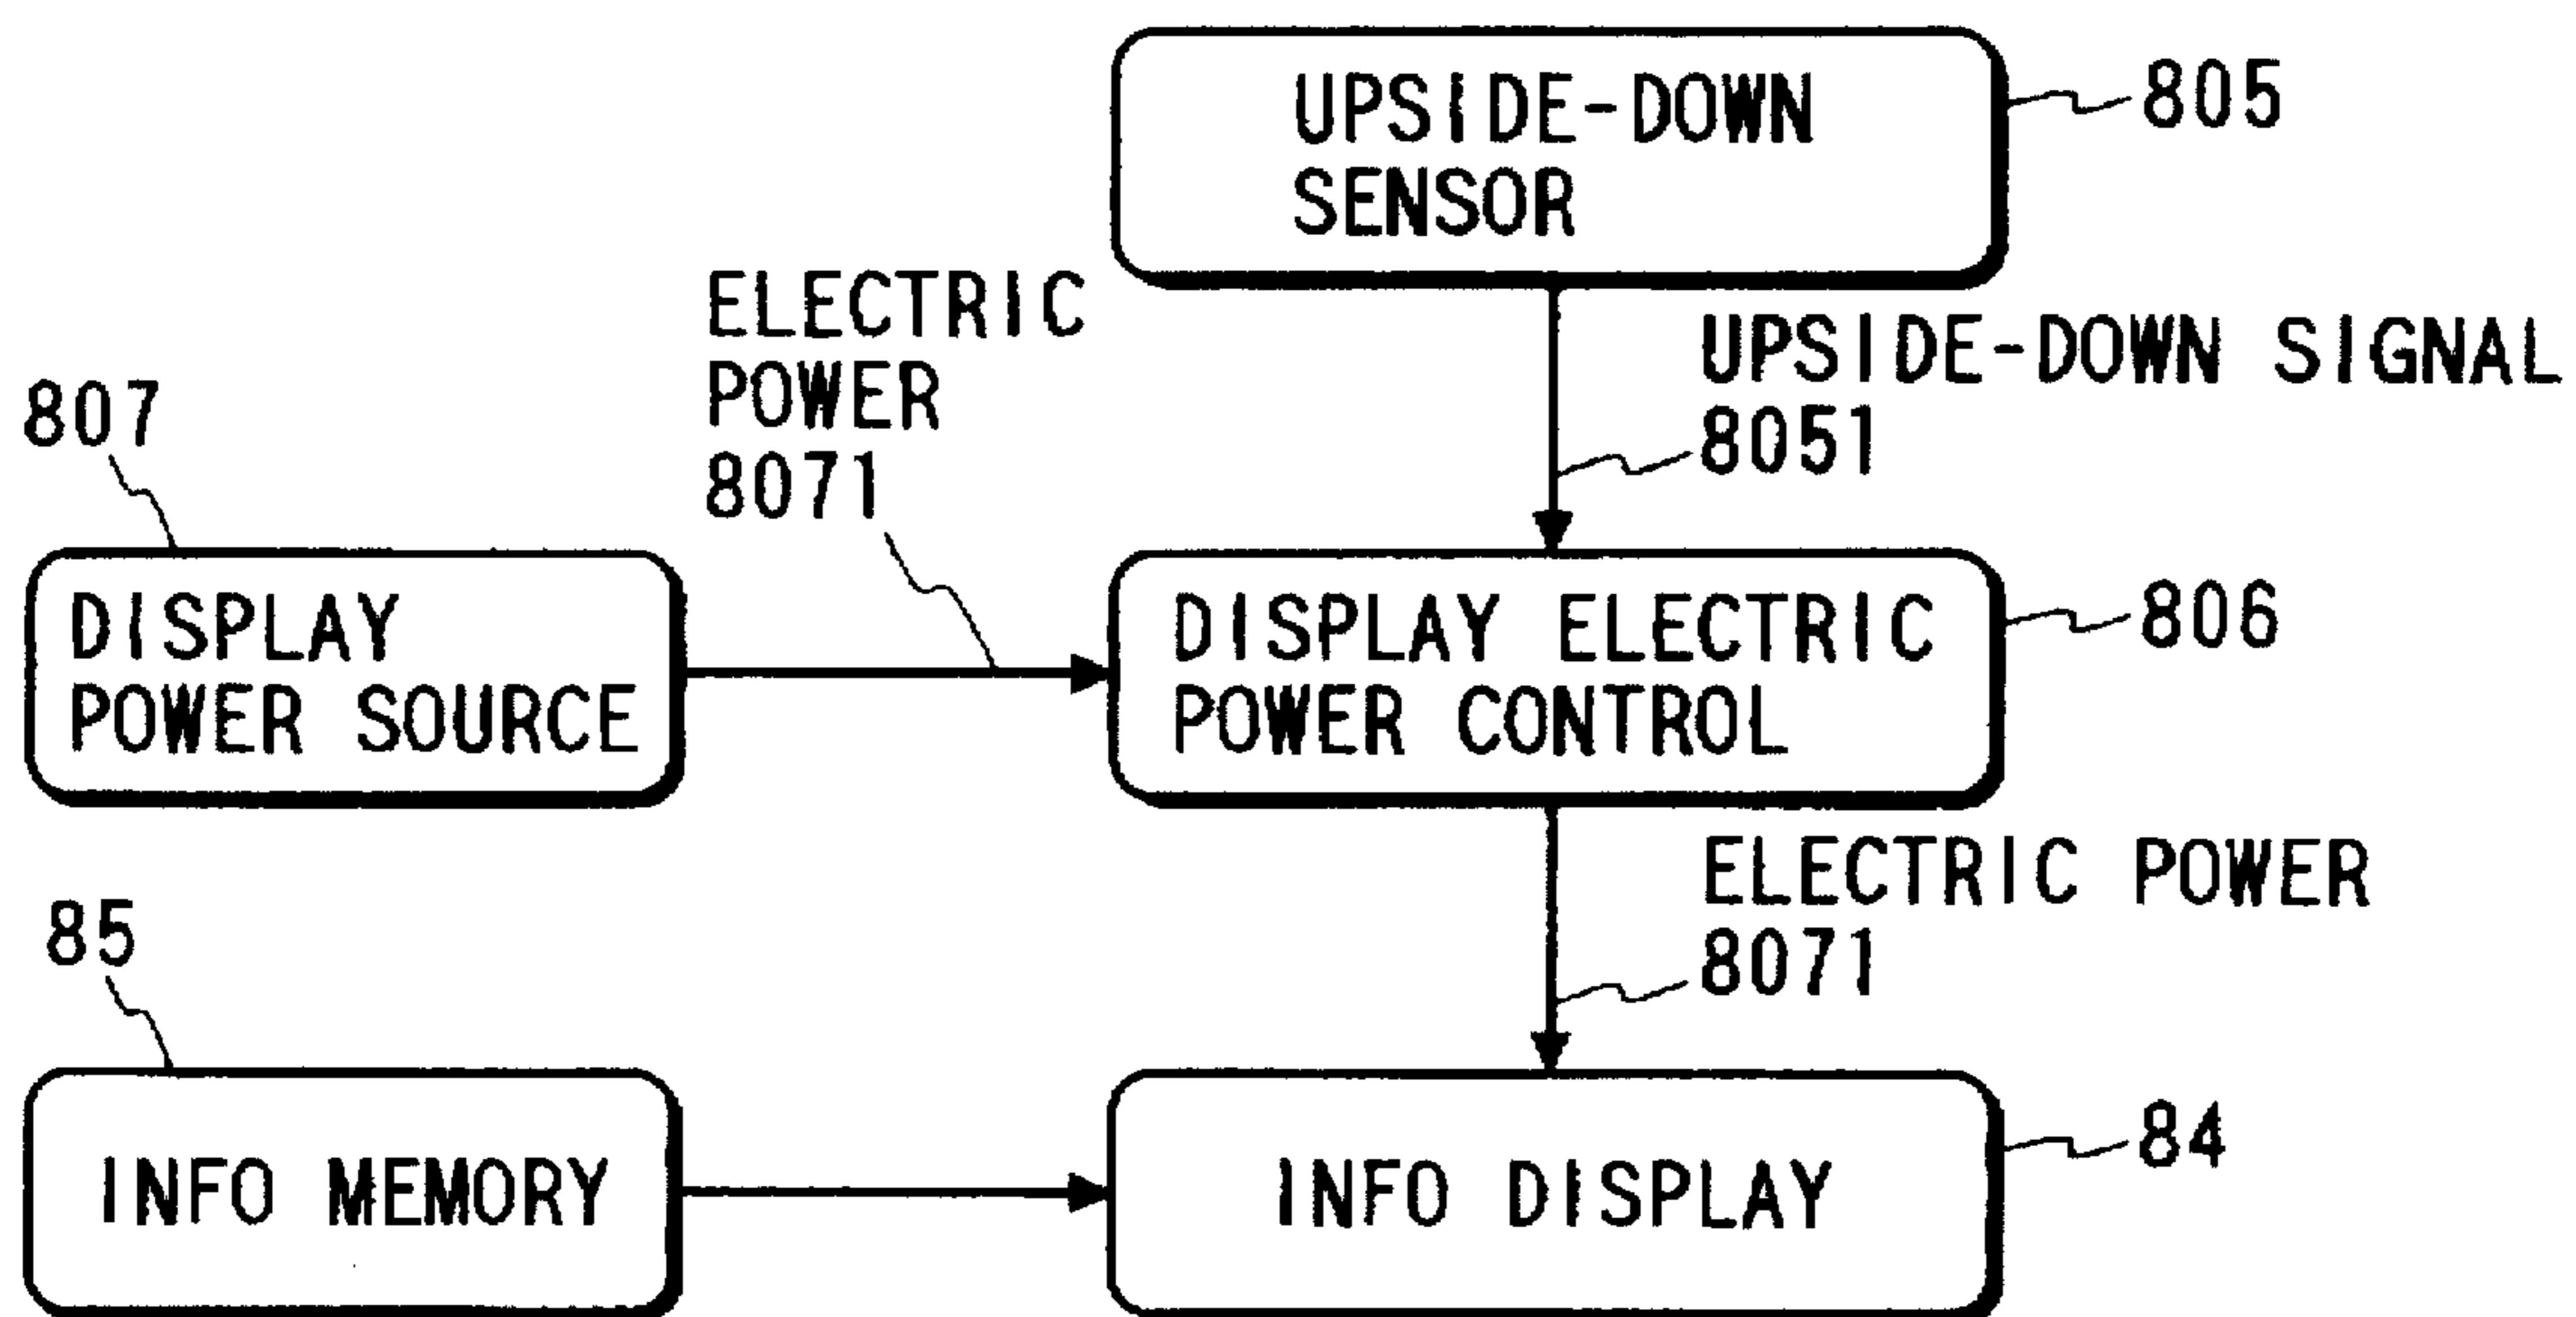 UPSIDE-DOWN
SENSOR
805
ELECTRIC
POWER
8071
UPSIDE-DOWN SIGNAL
8051
807
DISPLAY
POWER SOURCE
DISPLAY ELECTRIC
POWER CONTROL
806
ELECTRIC POWER
8071
85
INFO MEMORY
INFO DISPLAY
84